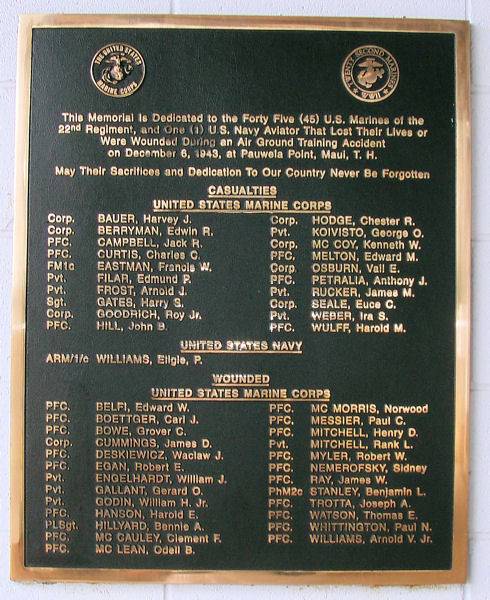 THE UNITED STATES
MARINE CORPS
TWENTY SECOND MARINES
This Memorial Is Dedicated to the Forty Five (45) U.S. Marines of the
22nd Regiment, and One (1) U.S. Navy Aviator That Lost Their Lives or
Were Wounded During an Air Ground Training Accident
on December 6, 1943, at Pauwela Point, Maui, T. H.
May Their Sacrifices and Dedication To Our Country Never Be Forgotten
CASUALTIES
UNITED STATES MARINE CORPS
Corp. BAUER, Harvey J. Corp. HODGE, Chester R.
Corp. BERRYMAN, Edwin R. Pvt. KOIVISTO, George O.
PFC. CAMPBELL, Jack R. Corp. MC COY, Kenneth W.
PFC. CURTIS, Charles C. PFC. MELTON, Edward M.
FM1c EASTMAN, Francis W. Corp. OSBURN, Vail E.
Pvt. FILAR, Edmund P. PFC. PETRALIA, Anthony J.
Pvt. FROST, Arnold J. Pvt. RUCKER, James M.
Sgt. GATES, Harry S. Corp. SEALE, Euce C.
Corp. GOODRICH, Roy Jr. Pvt. WEBER, Ira S.
PFC. HILL, John B. PFC. WULFF, Harold M.
UNITED STATES NAVY
ARM/1/c WILLIAMS, Eligie, P.
WOUNDED
UNITED STATES MARINE CORPS
PFC. BELFI, Edward W. PFC. MC MORRIS, Norwood
PFC. BOETTGER, Carl J. PFC. MESSIER, Paul C.
PFC. BOWE, Grover C. PFC. MITCHELL, Henry D.
Corp. CUMMINGS, James D. Pvt. MITCHELL, Rank L.
PFC. DESKIEWICZ, Waclaw J. PFC. MYLER, Robert W.
PFC. EGAN, Robert E. PFC. NEMEROFSKY, Sidney
Pvt. ENGELHARDT, William J. PFC. RAY, James W.
Pvt. GALLANT, Gerard O. PhM2c STANLEY, Benjamin L.
Pvt. GODIN, William H. Jr. PFC. TROTTA, Joseph A.
PFC. HANSON, Harold E. PFC. WATSON, Thomas E.
PLSgt. HILLYARD, Bennie A. PFC. WHITTINGTON, Paul N.
PFC. MC CAULEY, Clement F. PFC. WILLIAMS, Arnold V. Jr.
PFC. MC LEAN, Odell B.